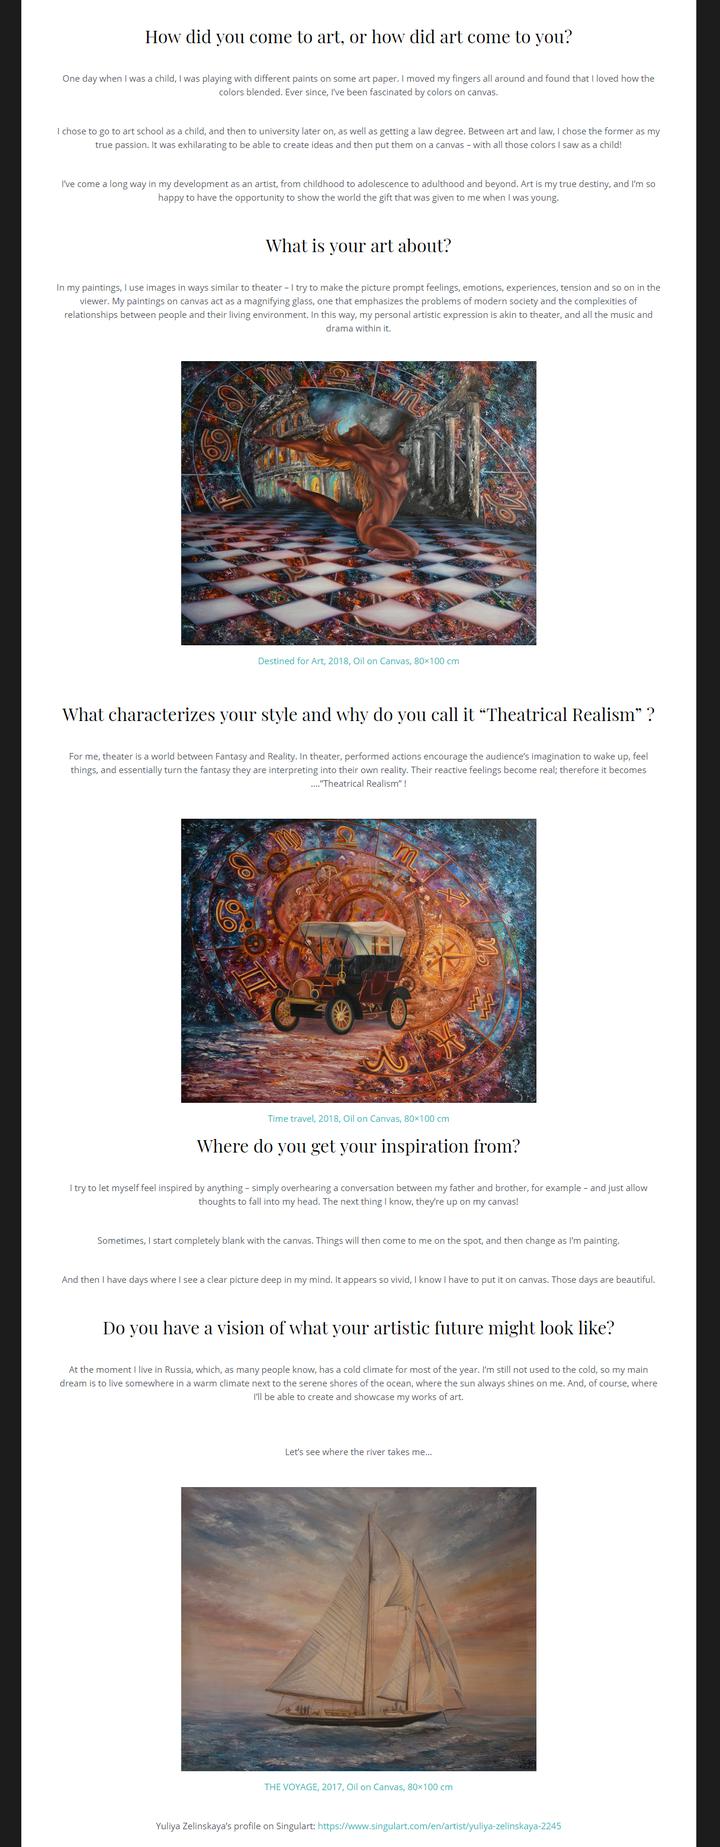 How did you come to art, or how did art come to you?
One day when I was a child, I was playing with different paints on some art paper. I moved my fingers all around and found that I loved how the
colors blended. Ever since, I've been fascinated by colors on canvas.
I chose to go to art school as a child, and then to university later on, as well as getting a law degree. Between art and law, I chose the former as my
true passion. It was exhilarating to be able to create ideas and then put them on a canvas – with all those colors I saw as a child!
I've come a long way in my development as an artist, from childhood to adolescence to adulthood and beyond. Art is my true destiny, and I'm so
happy to have the opportunity to show the world the gift that was given to me when I was young.
What is your art about?
In my paintings, I use images in ways similar to theater – I try to make the picture prompt feelings, emotions, experiences, tension and so on in the
viewer. My paintings on canvas act as a magnifying glass, one that emphasizes the problems of modern society and the complexities of
relationships between people and their living environment. In this way, my personal artistic expression is akin to theater, and all the music and
drama within it.
Destined for Art, 2018, Oil on Canvas, 80×100 cm
What characterizes your style and why do you call it “Theatrical Realism” ?
For me, theater is a world between Fantasy and Reality. In theater, performed actions encourage the audience's imagination to wake up, feel
things, and essentially turn the fantasy they are interpreting into their own reality. Their reactive feelings become real; therefore it becomes
....”Theatrical Realism” !
Time travel, 2018, Oil on Canvas, 80×100 cm
Where do you get your inspiration from?
I try to let myself feel inspired by anything – simply overhearing a conversation between my father and brother, for example – and just allow
thoughts to fall into my head. The next thing I know, they're up on my canvas!
Sometimes, I start completely blank with the canvas. Things will then come to me on the spot, and then change as I'm painting.
And then I have days where I see a clear picture deep in my mind. It appears so vivid, I know I have to put it on canvas. Those days are beautiful.
Do you have a vision of what your artistic future might look like?
At the moment I live in Russia, which, as many people know, has a cold climate for most of the year. I'm still not used to the cold, so my main
dream is to live somewhere in a warm climate next to the serene shores of the ocean, where the sun always shines on me. And, of course, where
I'll be able to create and showcase my works of art.
Let's see where the river takes me...
THE VOYAGE, 2017, Oil on Canvas, 80×100 cm
Yuliya Zelinskaya's profile on Singulart: https://www.singulart.com/en/artist/yuliya-zelinskaya-2245